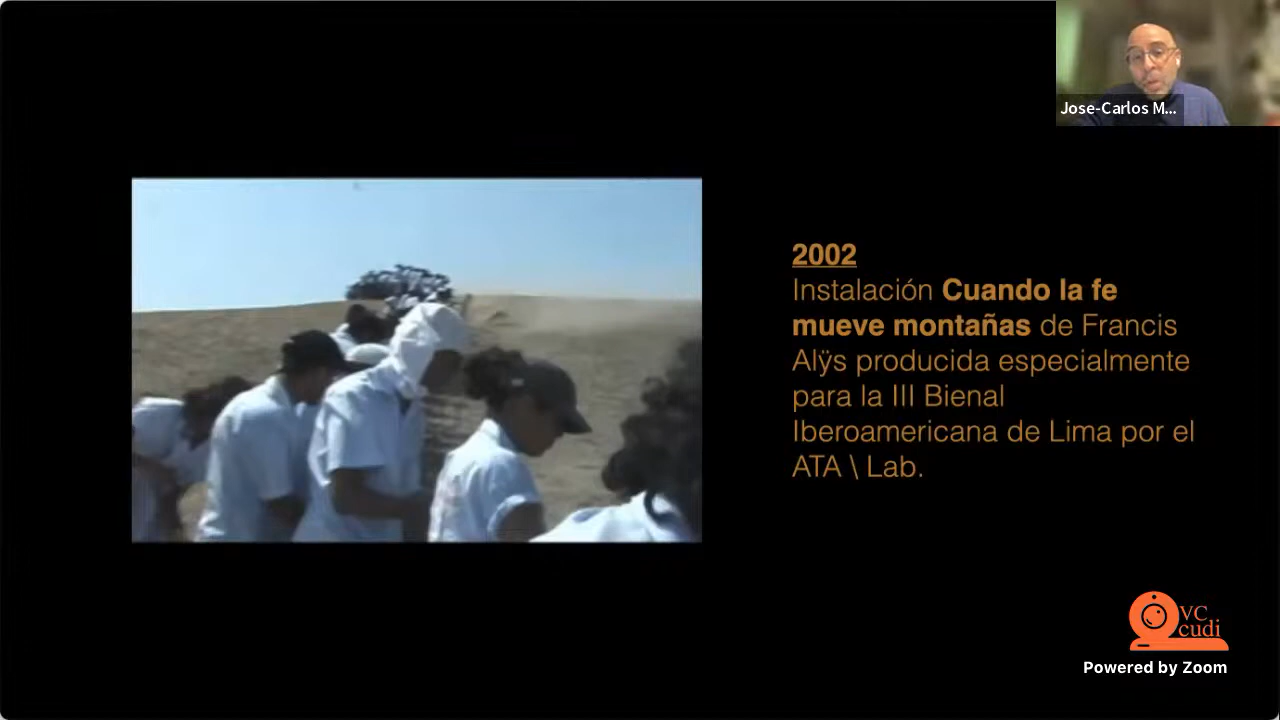 Jose-Carlos M...
2002
Instalación Cuando la fe
mueve montañas de Francis
Alÿs producida especialmente
para la III Bienal
Iberoamericana de Lima por el
ATA \ Lab.
VC
cudi
Powered by Zoom